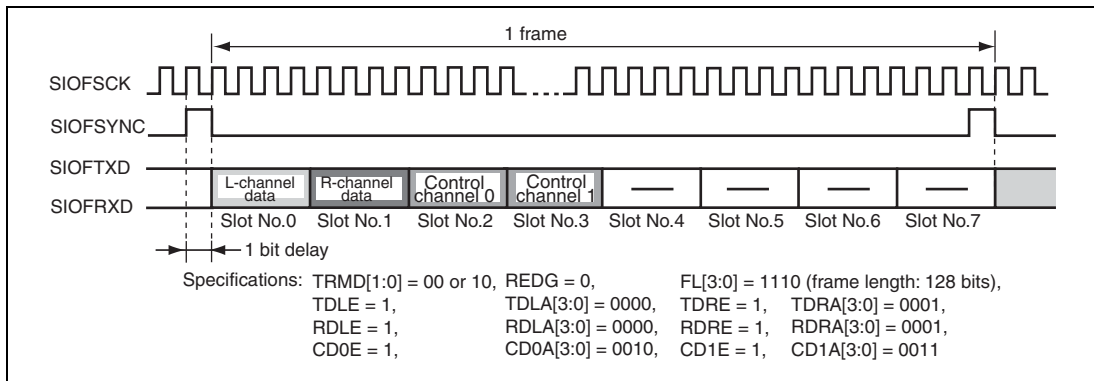 1 frame
SIOFSCK
SIOFSYNC
SIOFTXD
SIOFRXD
L-channel data
R-channel data
Control channel 0
Control channel 1
Slot No.0 Slot No.1 Slot No.2 Slot No.3 Slot No.4 Slot No.5 Slot No.6 Slot No.7
1 bit delay
Specifications: TRMD[1:0] = 00 or 10, REDG = 0, FL[3:0] = 1110 (frame length: 128 bits),
TDLE = 1, TDLA[3:0] = 0000, TDRE = 1, TDRA[3:0] = 0001,
RDLE = 1, RDLA[3:0] = 0000, RDRE = 1, RDRA[3:0] = 0001,
CD0E = 1, CD0A[3:0] = 0010, CD1E = 1, CD1A[3:0] = 0011